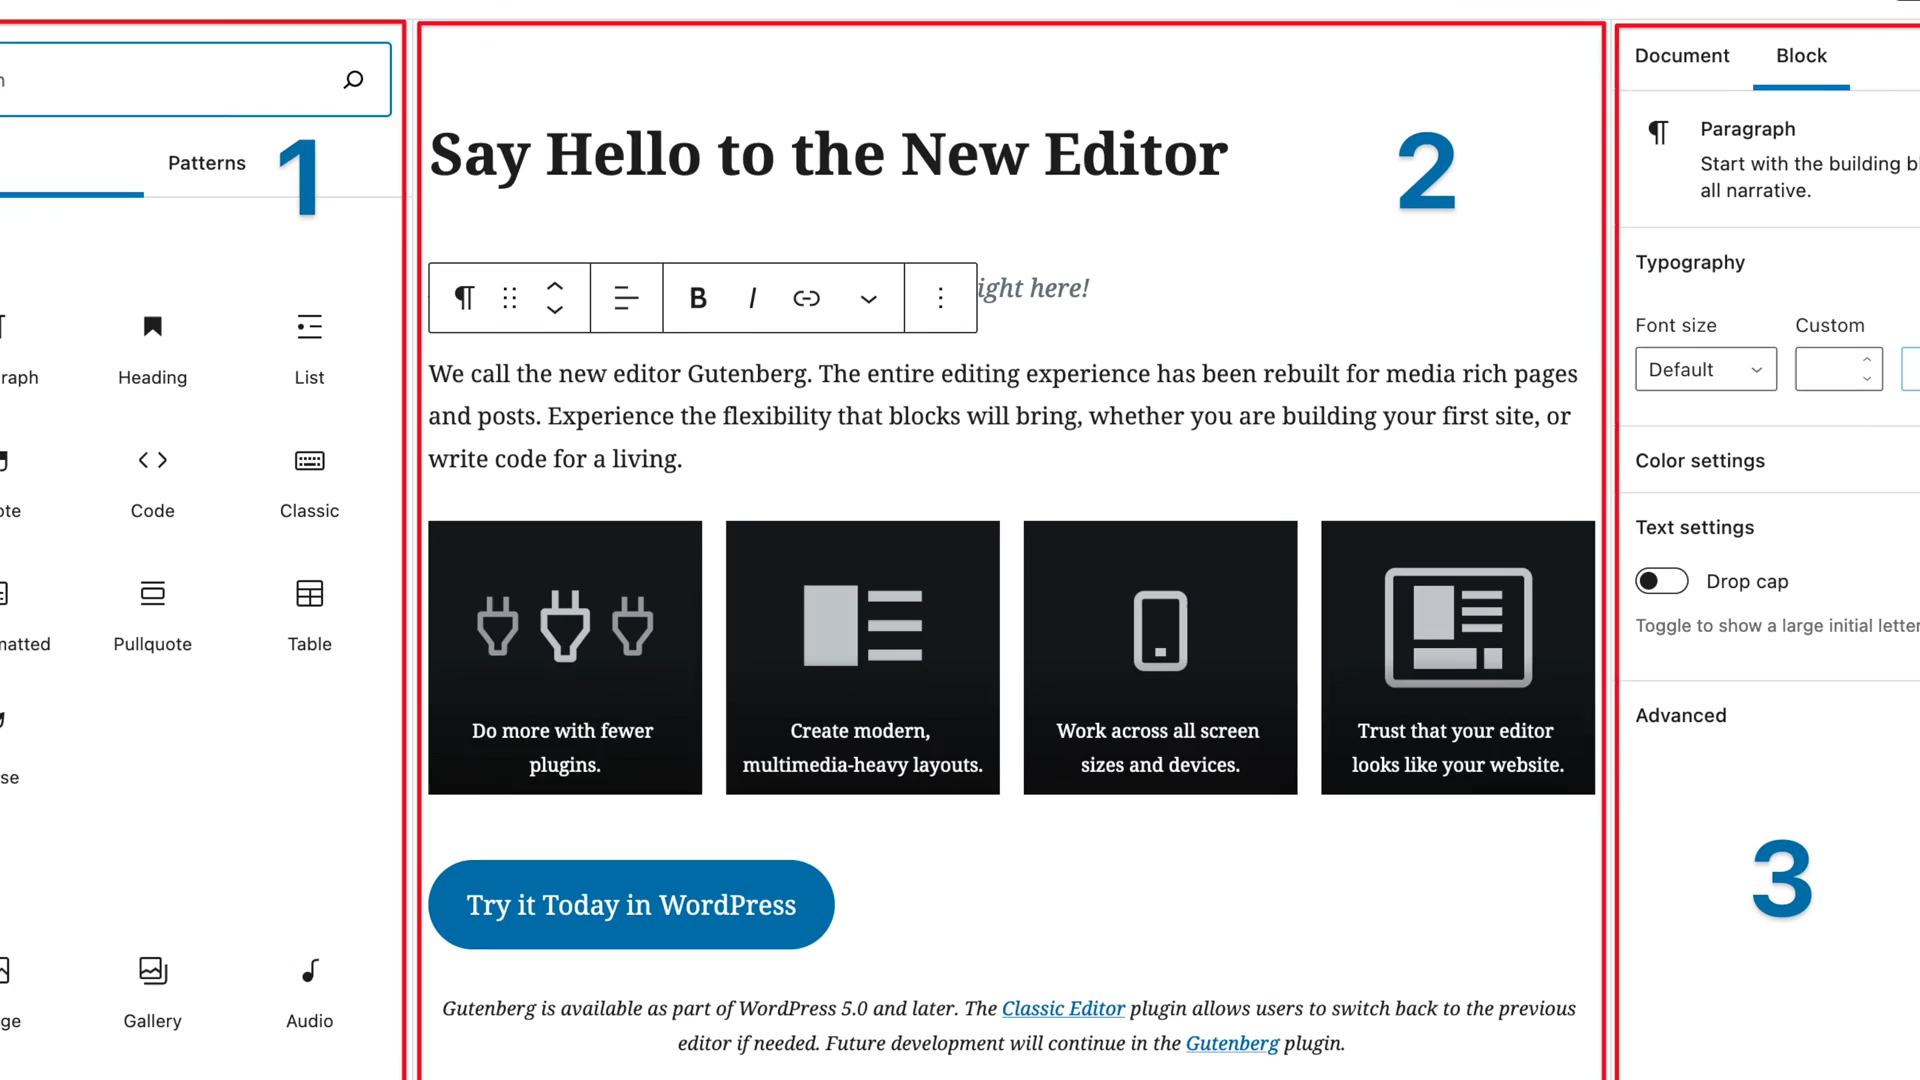 Patterns
1
raph
Heading
List
ote
Code
Classic
matted
Pullquote
Table
se
ge
Gallery
Audio
Say Hello to the New Editor
2
B I
ight here!
We call the new editor Gutenberg. The entire editing experience has been rebuilt for media rich pages
and posts. Experience the flexibility that blocks will bring, whether you are building your first site, or
write code for a living.
Do more with fewer
plugins.
Create modern,
multimedia-heavy layouts.
Work across all screen
sizes and devices.
Trust that your editor
looks like your website.
Try it Today in WordPress
Gutenberg is available as part of WordPress 5.0 and later. The Classic Editor plugin allows users to switch back to the previous
editor if needed. Future development will continue in the Gutenberg plugin.
Document
Block
Paragraph
Start with the building bl
all narrative.
Typography
Font size
Custom
Default
Color settings
Text settings
Drop cap
Toggle to show a large initial letter
Advanced
3